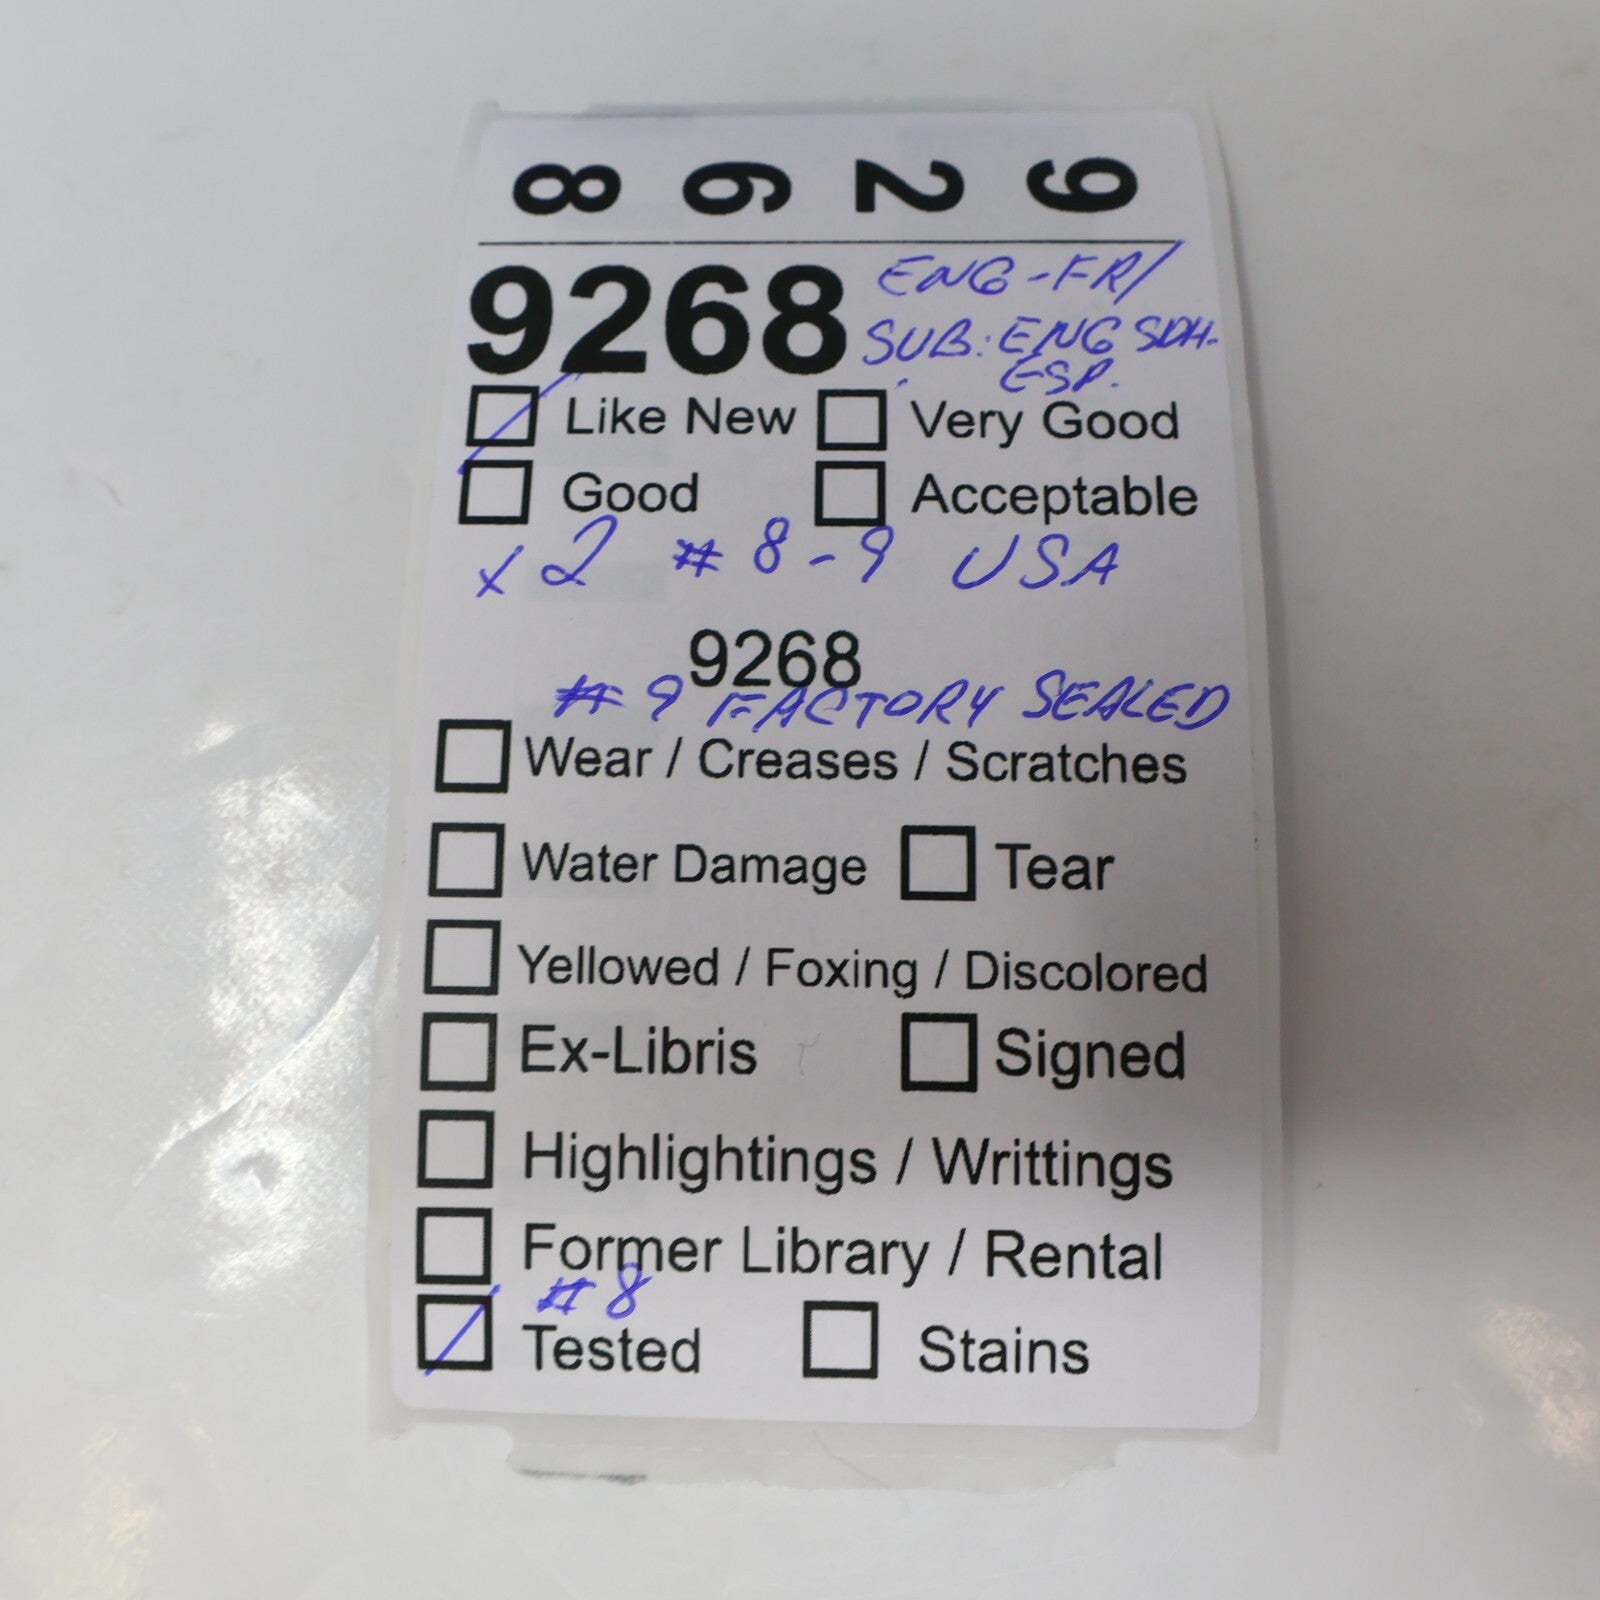 8 6 2 9
9268 ENG-FR/
SUB: ENG SDH-
ESP.
Like New Very Good
Good Acceptable
x2 #8-9 USA
9268
#9 FACTORY SEALED
Wear / Creases / Scratches
Water Damage Tear
Yellowed / Foxing / Discolored
Ex-Libris Signed
Highlightings / Writtings
Former Library / Rental
#8
Tested Stains